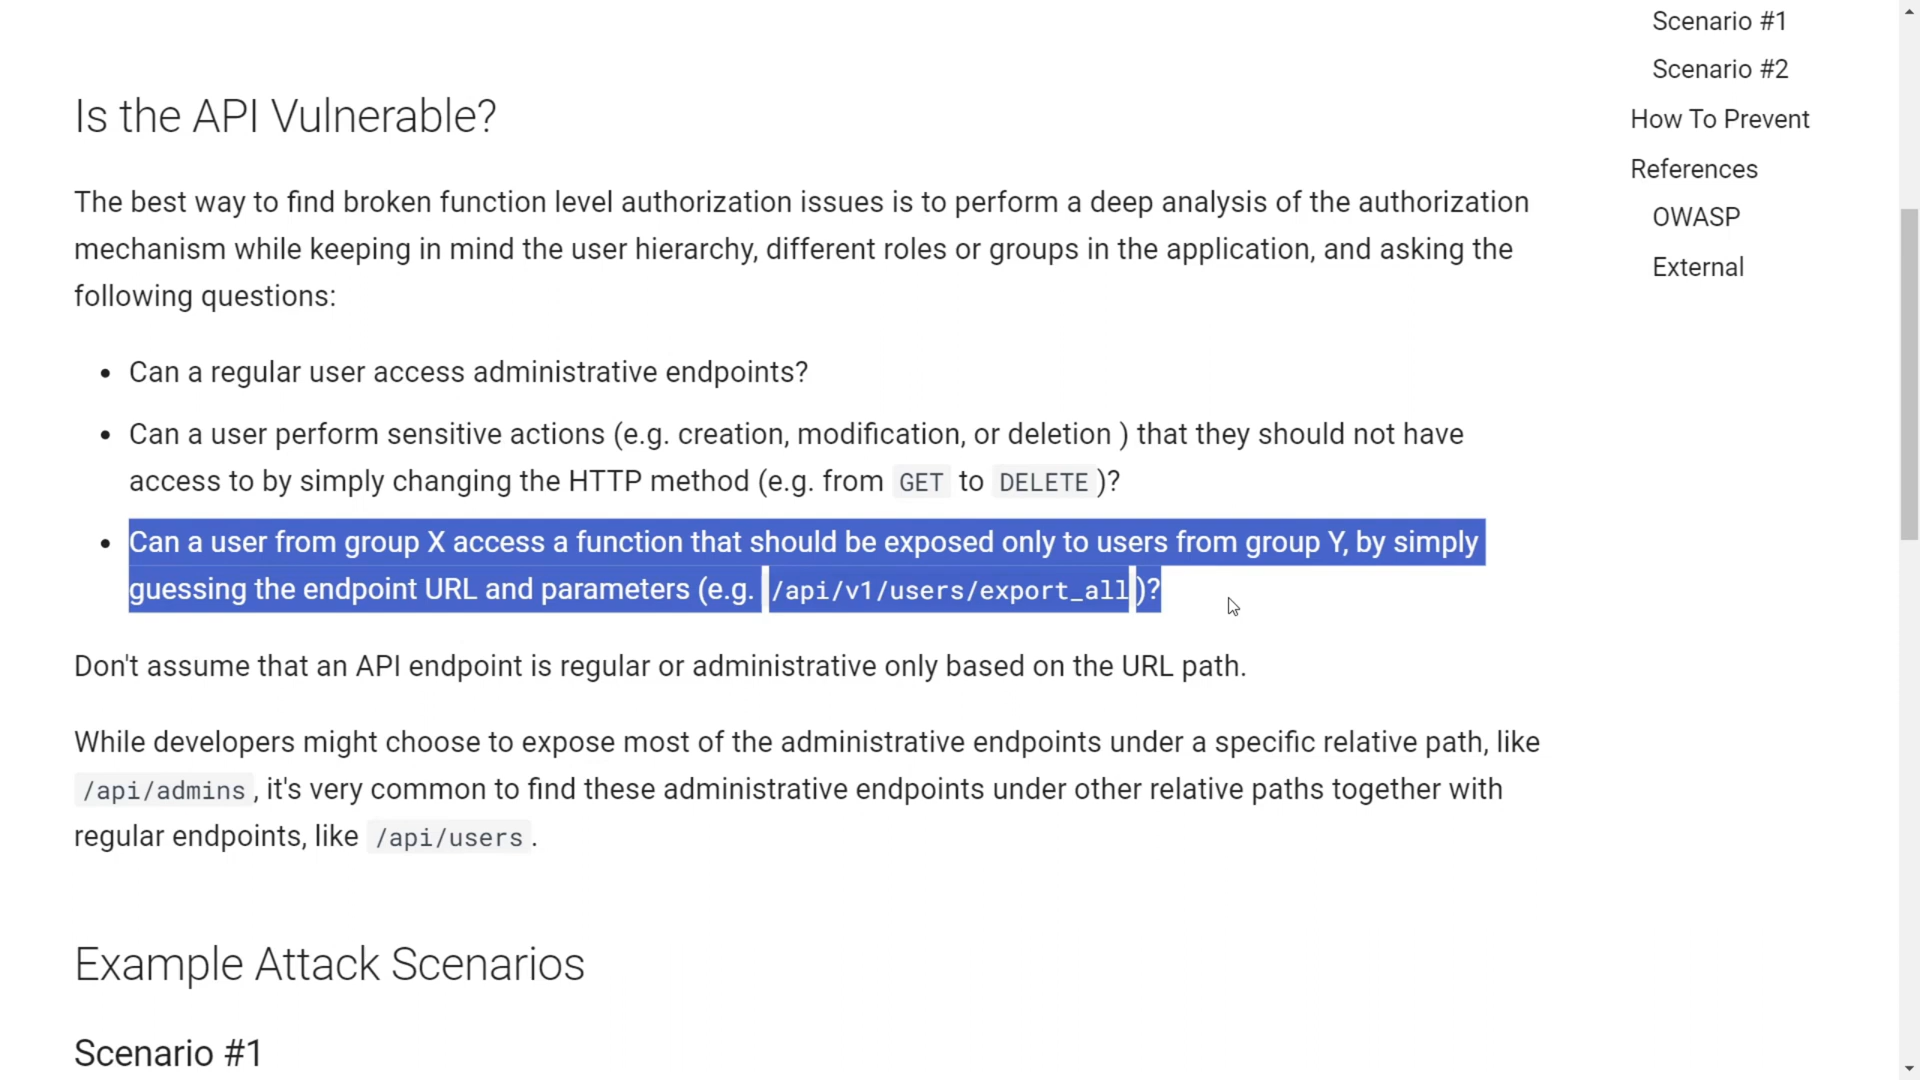 Is the API Vulnerable?
The best way to find broken function level authorization issues is to perform a deep analysis of the authorization
mechanism while keeping in mind the user hierarchy, different roles or groups in the application, and asking the
following questions:
• Can a regular user access administrative endpoints?
• Can a user perform sensitive actions (e.g. creation, modification, or deletion ) that they should not have
access to by simply changing the HTTP method (e.g. from GET to DELETE )?
• Can a user from group X access a function that should be exposed only to users from group Y, by simply
guessing the endpoint URL and parameters (e.g. /api/v1/users/export_all )?
Don't assume that an API endpoint is regular or administrative only based on the URL path.
While developers might choose to expose most of the administrative endpoints under a specific relative path, like
/api/admins , it's very common to find these administrative endpoints under other relative paths together with
regular endpoints, like /api/users .
Example Attack Scenarios
Scenario #1
Scenario #1
Scenario #2
How To Prevent
References
OWASP
External